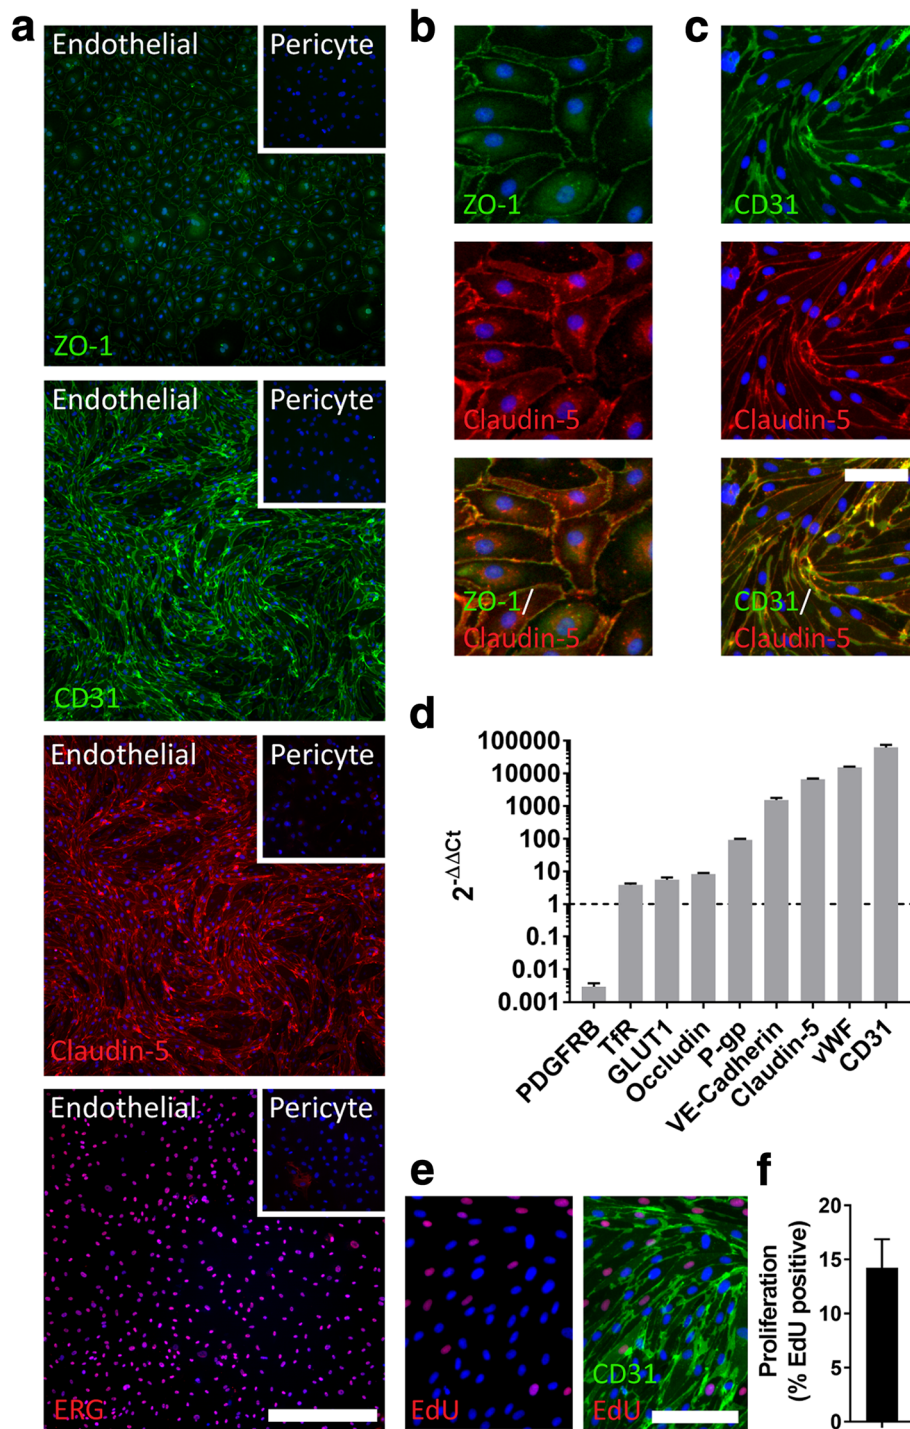 a
Endothelial
Pericyte
ZO-1
Endothelial
Pericyte
CD31
Endothelial
Pericyte
Claudin-5
Endothelial
Pericyte
ERG
b
ZO-1
Claudin-5
ZO-1/
Claudin-5
c
CD31
Claudin-5
CD31/
Claudin-5
d
2^-ΔΔCt
100000
10000
1000
100
10
1
0.1
0.01
0.001
PDGFRB
TfR
GLUT1
Occludin
P-gp
VE-Cadherin
Claudin-5
vWF
CD31
e
EdU
CD31
EdU
f
Proliferation
(% EdU positive)
20
15
10
5
0